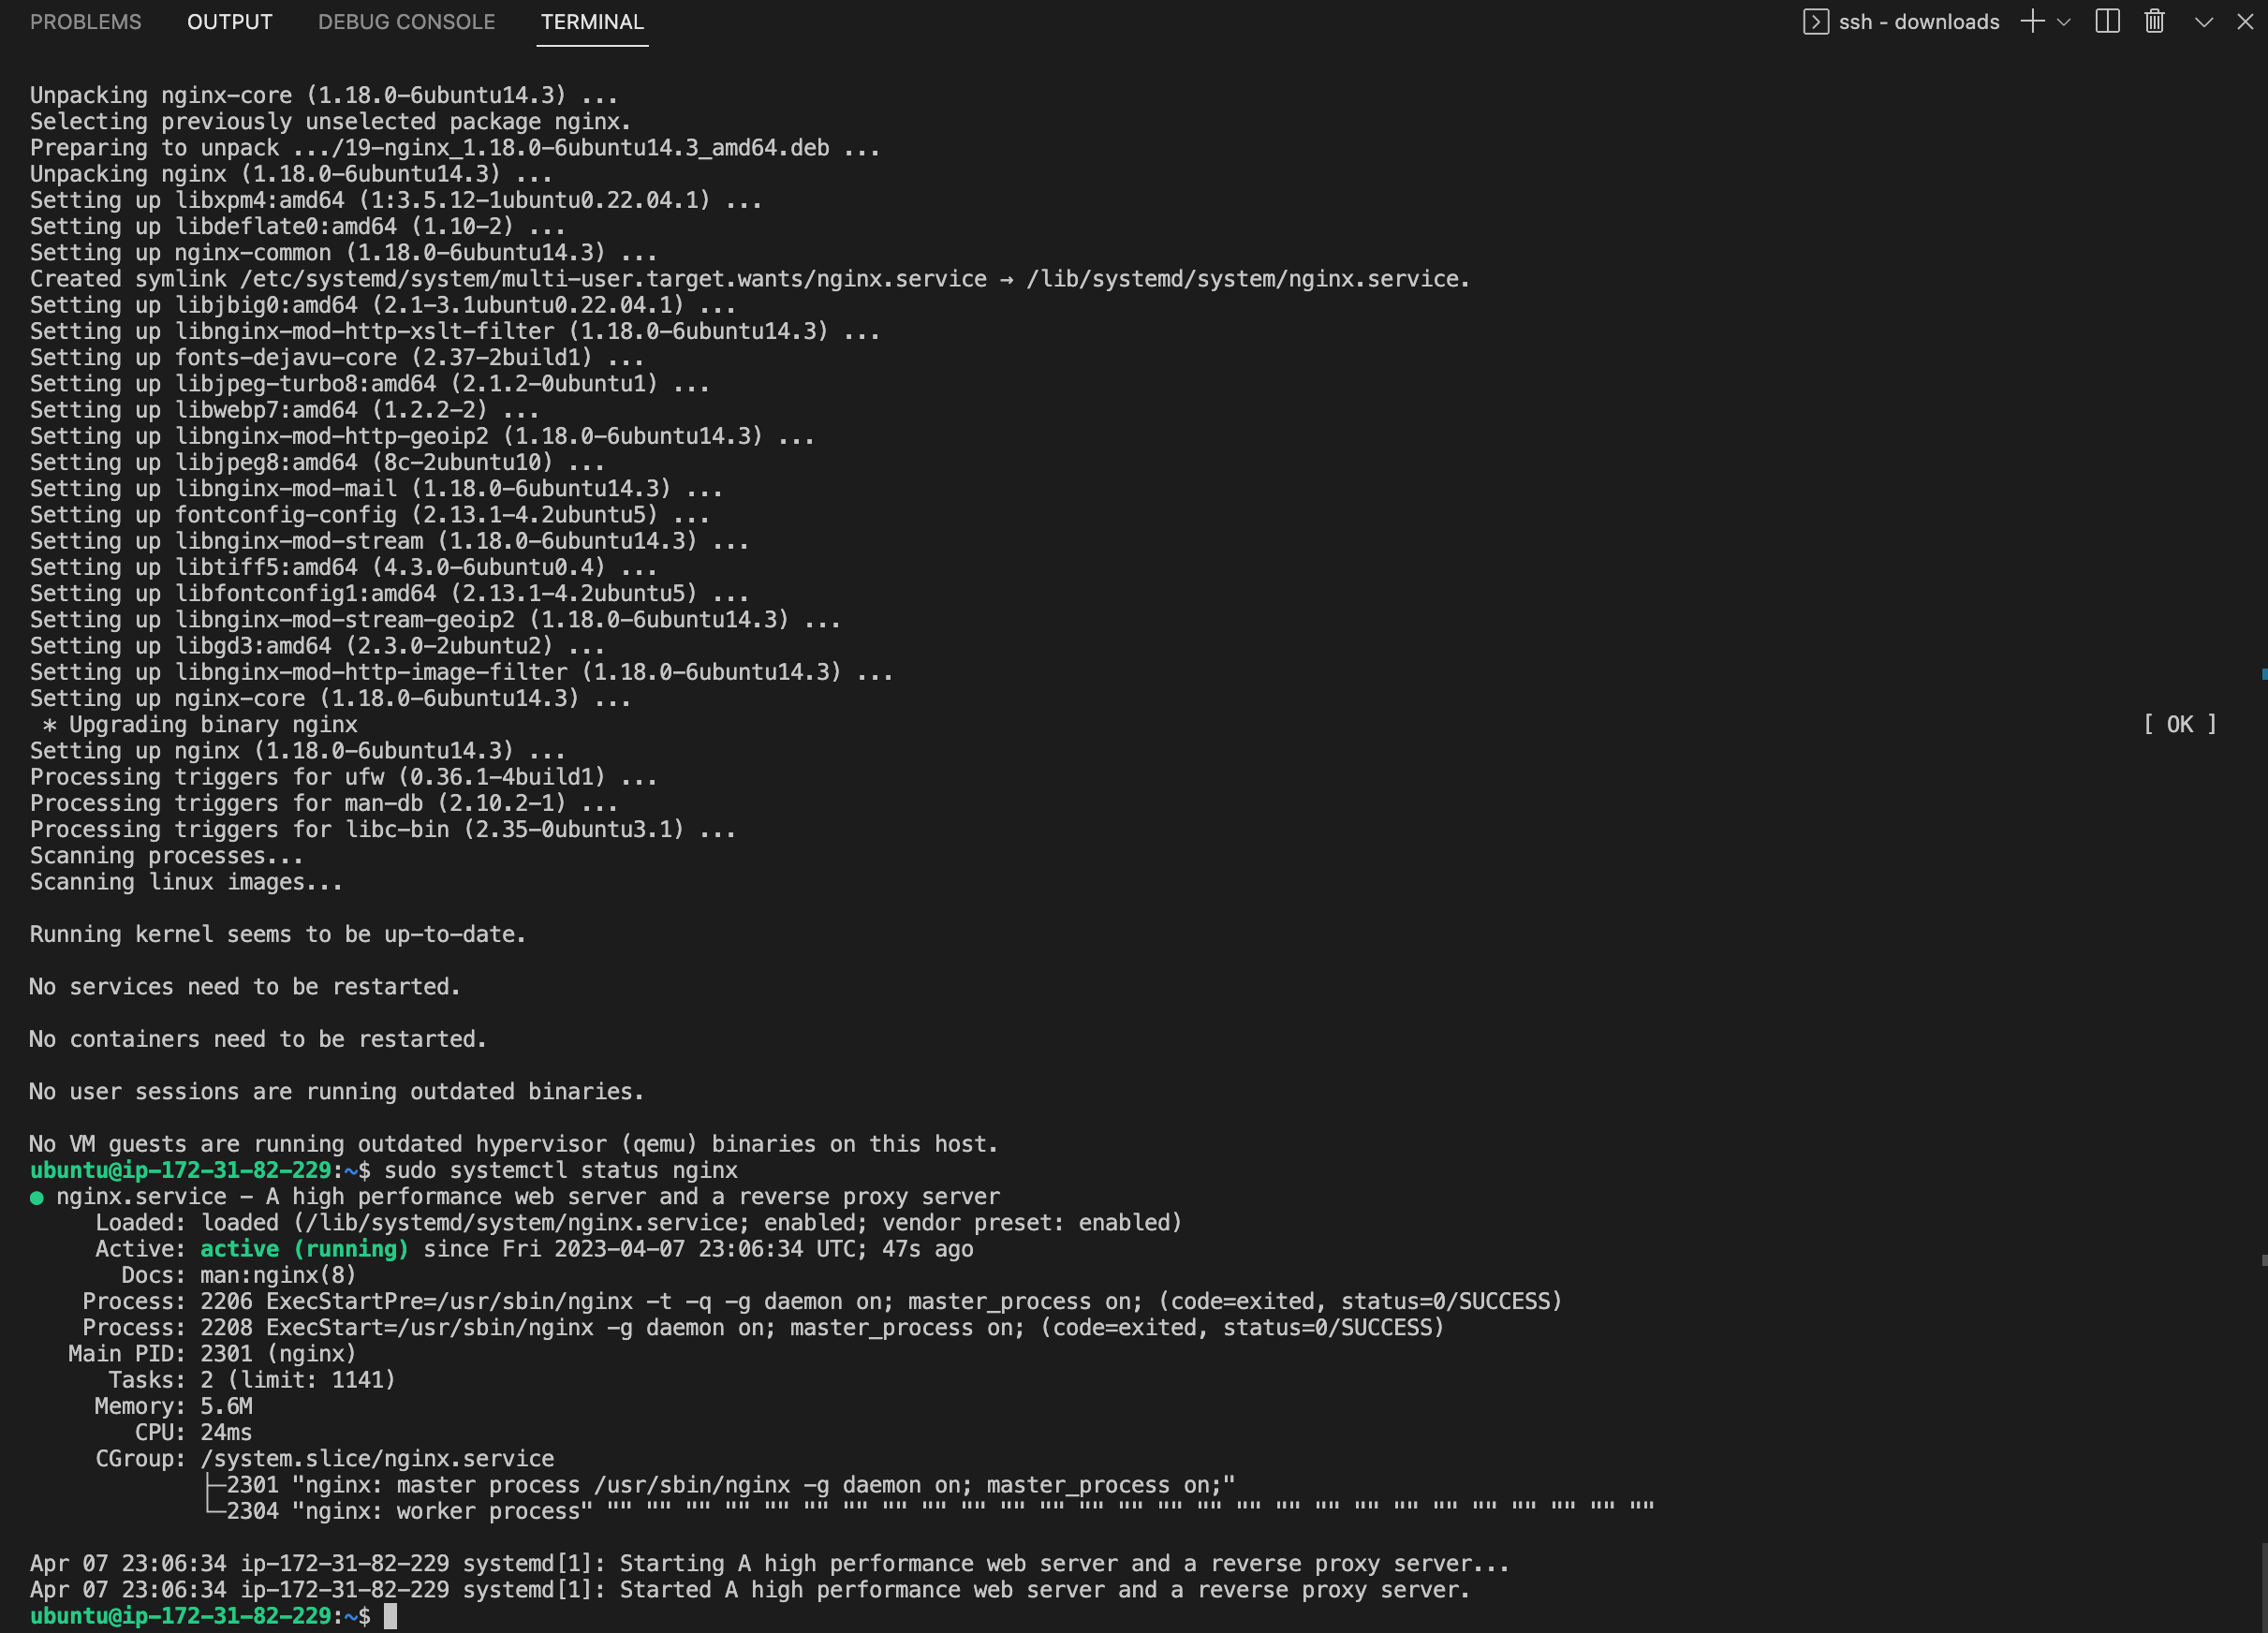 PROBLEMS OUTPUT DEBUG CONSOLE TERMINAL ssh - downloads
Unpacking nginx-core (1.18.0-6ubuntu14.3) ...
Selecting previously unselected package nginx.
Preparing to unpack .../19-nginx_1.18.0-6ubuntu14.3_amd64.deb ...
Unpacking nginx (1.18.0-6ubuntu14.3) ...
Setting up libxpm4:amd64 (1:3.5.12-1ubuntu0.22.04.1) ...
Setting up libdeflate0:amd64 (1.10-2) ...
Setting up nginx-common (1.18.0-6ubuntu14.3) ...
Created symlink /etc/systemd/system/multi-user.target.wants/nginx.service → /lib/systemd/system/nginx.service.
Setting up libjbig0:amd64 (2.1-3.1ubuntu0.22.04.1) ...
Setting up libnginx-mod-http-xslt-filter (1.18.0-6ubuntu14.3) ...
Setting up fonts-dejavu-core (2.37-2build1) ...
Setting up libjpeg-turbo8:amd64 (2.1.2-0ubuntu1) ...
Setting up libwebp7:amd64 (1.2.2-2) ...
Setting up libnginx-mod-http-geoip2 (1.18.0-6ubuntu14.3) ...
Setting up libjpeg8:amd64 (8c-2ubuntu10) ...
Setting up libnginx-mod-mail (1.18.0-6ubuntu14.3) ...
Setting up fontconfig-config (2.13.1-4.2ubuntu5) ...
Setting up libnginx-mod-stream (1.18.0-6ubuntu14.3) ...
Setting up libtiff5:amd64 (4.3.0-6ubuntu0.4) ...
Setting up libfontconfig1:amd64 (2.13.1-4.2ubuntu5) ...
Setting up libnginx-mod-stream-geoip2 (1.18.0-6ubuntu14.3) ...
Setting up libgd3:amd64 (2.3.0-2ubuntu2) ...
Setting up libnginx-mod-http-image-filter (1.18.0-6ubuntu14.3) ...
Setting up nginx-core (1.18.0-6ubuntu14.3) ...
* Upgrading binary nginx [ OK ]
Setting up nginx (1.18.0-6ubuntu14.3) ...
Processing triggers for ufw (0.36.1-4build1) ...
Processing triggers for man-db (2.10.2-1) ...
Processing triggers for libc-bin (2.35-0ubuntu3.1) ...
Scanning processes...
Scanning linux images...
Running kernel seems to be up-to-date.
No services need to be restarted.
No containers need to be restarted.
No user sessions are running outdated binaries.
No VM guests are running outdated hypervisor (qemu) binaries on this host.
ubuntu@ip-172-31-82-229:~$ sudo systemctl status nginx
● nginx.service - A high performance web server and a reverse proxy server
Loaded: loaded (/lib/systemd/system/nginx.service; enabled; vendor preset: enabled)
Active: active (running) since Fri 2023-04-07 23:06:34 UTC; 47s ago
Docs: man:nginx(8)
Process: 2206 ExecStartPre=/usr/sbin/nginx -t -q -g daemon on; master_process on; (code=exited, status=0/SUCCESS)
Process: 2208 ExecStart=/usr/sbin/nginx -g daemon on; master_process on; (code=exited, status=0/SUCCESS)
Main PID: 2301 (nginx)
Tasks: 2 (limit: 1141)
Memory: 5.6M
CPU: 24ms
CGroup: /system.slice/nginx.service
├─2301 "nginx: master process /usr/sbin/nginx -g daemon on; master_process on;"
└─2304 "nginx: worker process" "" "" "" "" "" "" "" "" "" "" "" "" "" "" "" "" "" "" "" "" "" "" "" "" "" "" ""
Apr 07 23:06:34 ip-172-31-82-229 systemd[1]: Starting A high performance web server and a reverse proxy server...
Apr 07 23:06:34 ip-172-31-82-229 systemd[1]: Started A high performance web server and a reverse proxy server.
ubuntu@ip-172-31-82-229:~$